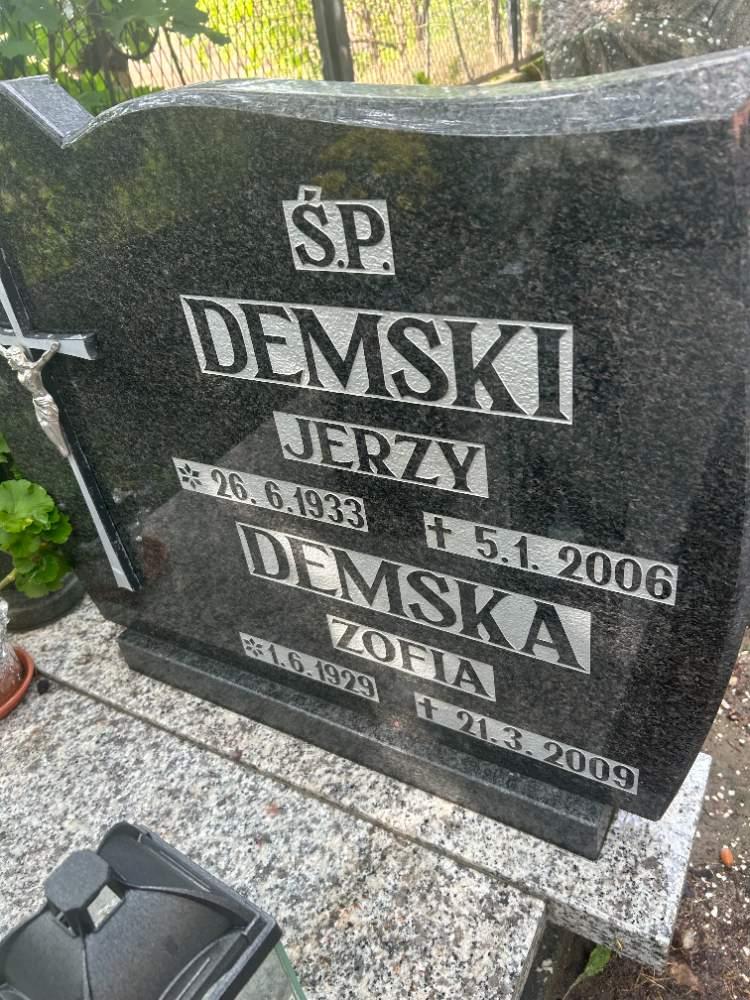 Ś.P.
DEMSKI
JERZY
* 26.6.1933 † 5.1.2006
DEMSKA
ZOFIA
* 1.6.1929 † 21.3.2009